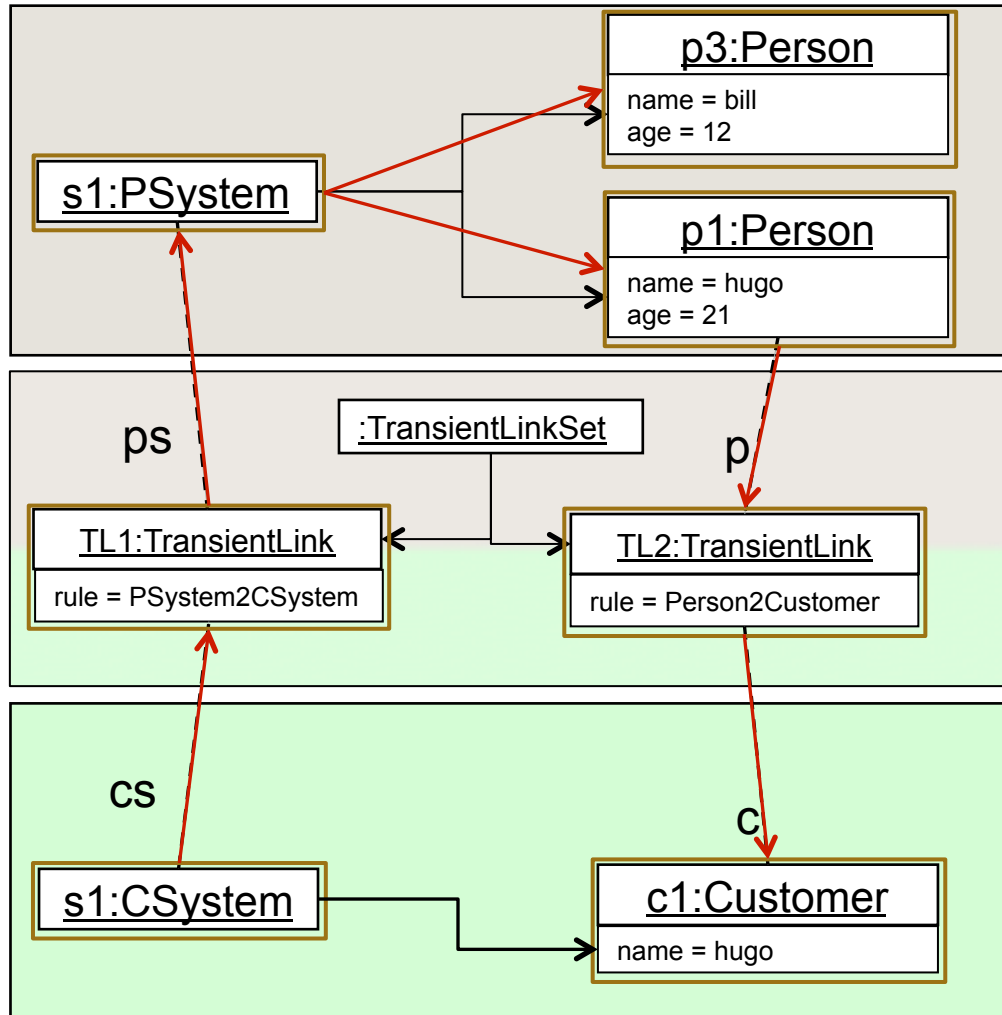 p3:Person
name = bill
age = 12
s1:PSystem
p1:Person
name = hugo
age = 21
:TransientLinkSet
ps
p
TL1:TransientLink
rule = PSystem2CSystem
TL2:TransientLink
rule = Person2Customer
cs
c
s1:CSystem
c1:Customer
name = hugo